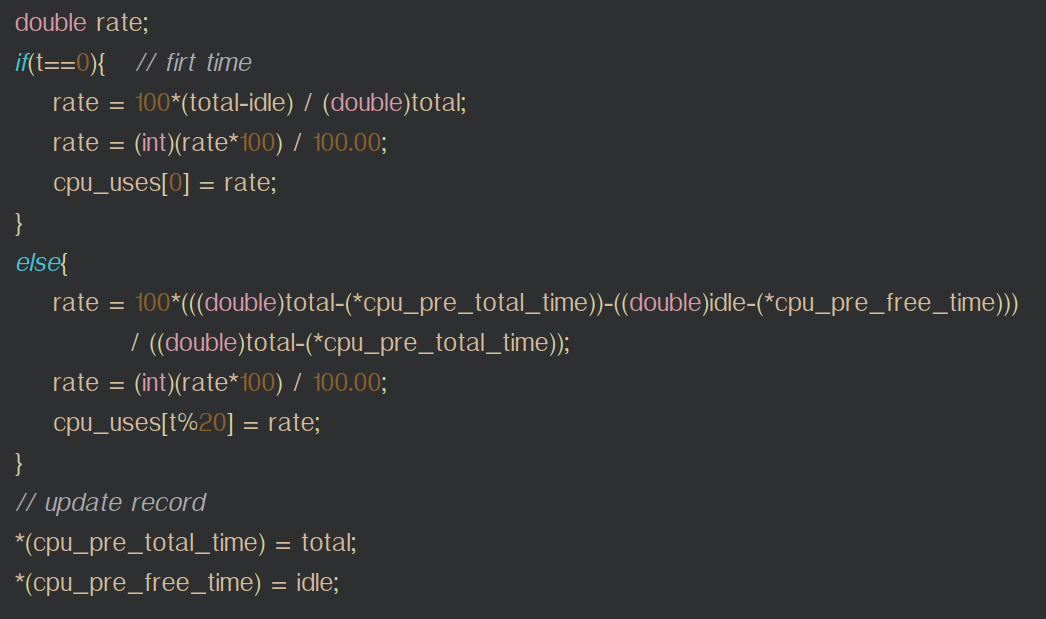 double rate;
if(t==0){   // firt time
    rate = 100*(total-idle) / (double)total;
    rate = (int)(rate*100) / 100.00;
    cpu_uses[0] = rate;
}
else{
    rate = 100*(((double)total-(*cpu_pre_total_time))-((double)idle-(*cpu_pre_free_time)))
            / ((double)total-(*cpu_pre_total_time));
    rate = (int)(rate*100) / 100.00;
    cpu_uses[t%20] = rate;
}
// update record
*(cpu_pre_total_time) = total;
*(cpu_pre_free_time) = idle;